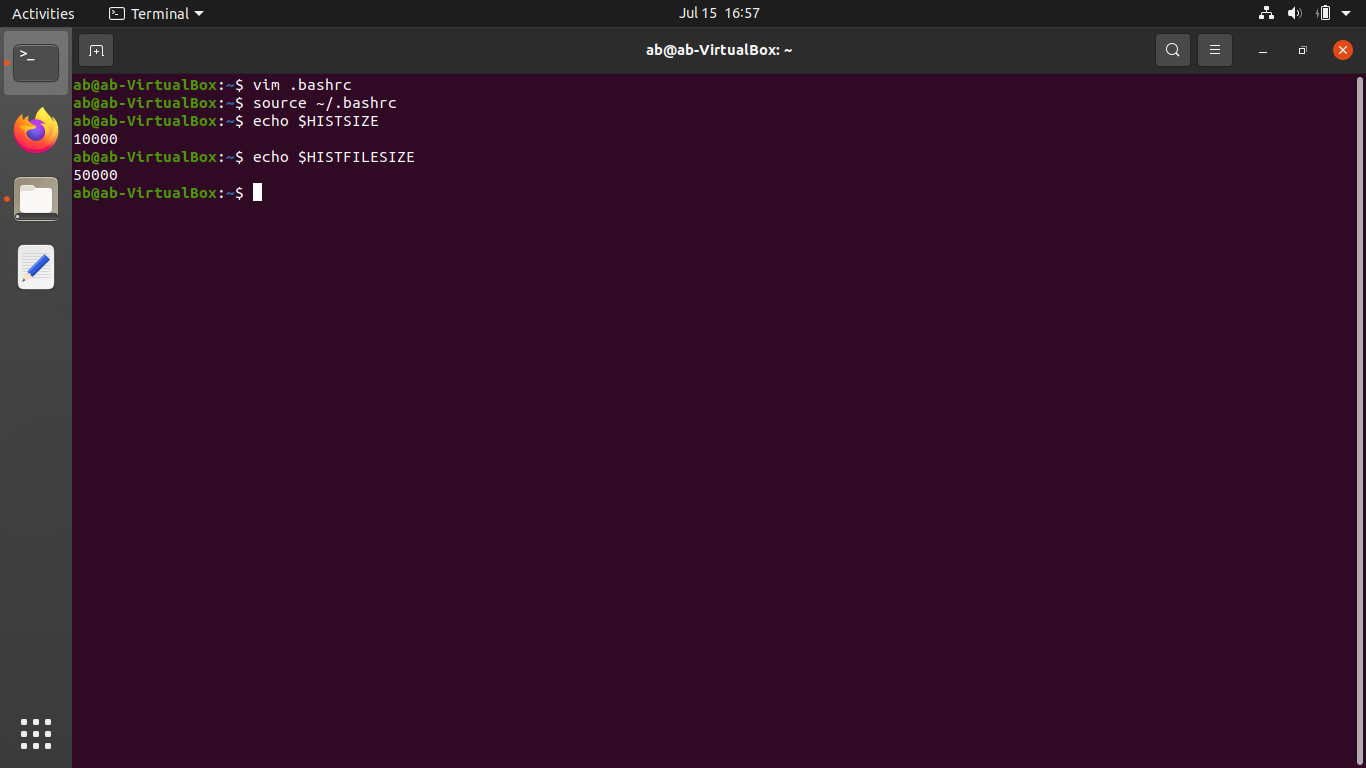 Activities
Terminal
Jul 15 16:57
ab@ab-VirtualBox: ~
ab@ab-VirtualBox:~$ vim .bashrc
ab@ab-VirtualBox:~$ source ~/.bashrc
ab@ab-VirtualBox:~$ echo $HISTSIZE
10000
ab@ab-VirtualBox:~$ echo $HISTFILESIZE
50000
ab@ab-VirtualBox:~$